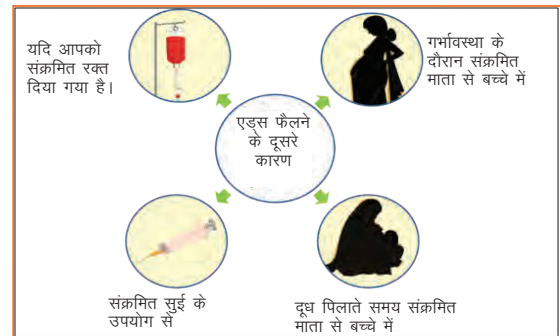 यदि आपको
संक्रमित रक्त
दिया गया है।
गर्भावस्था के
दौरान संक्रमित
माता से बच्चे में
एड्स फैलने
के दूसरे
कारण
संक्रमित सुई के
उपयोग से
दूध पिलाते समय संक्रमित
माता से बच्चे में